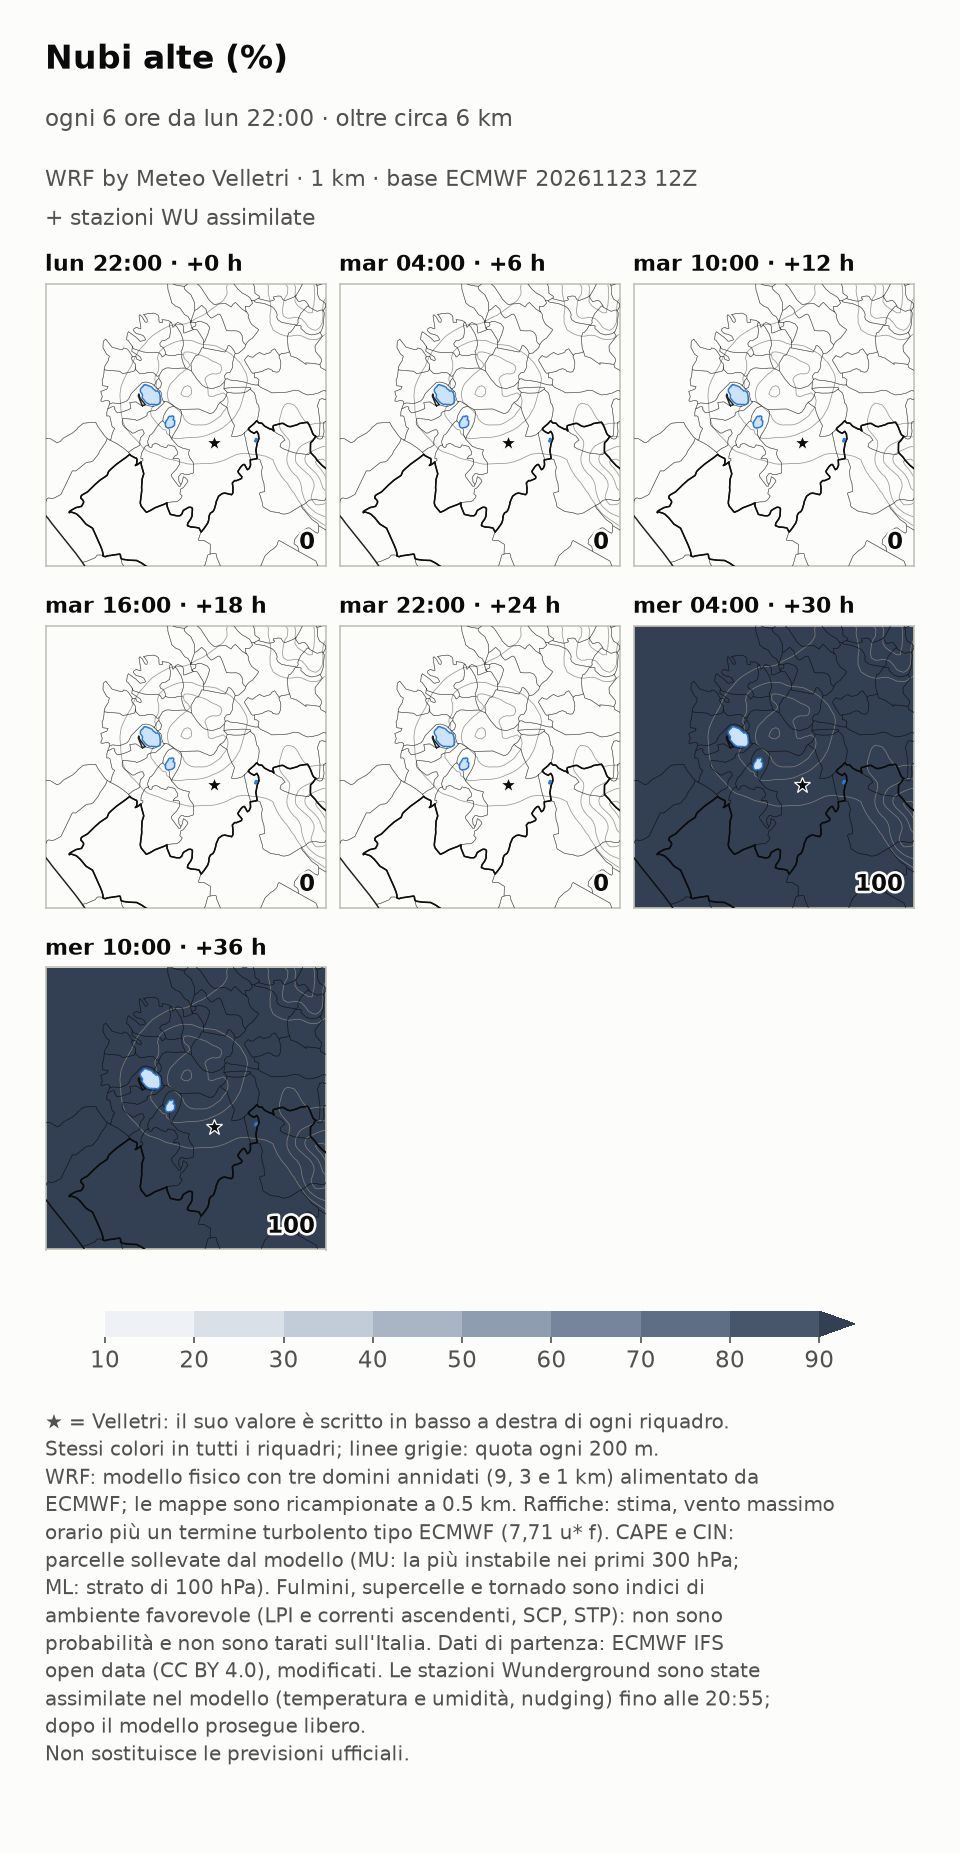 Nubi alte (%)
ogni 6 ore da lun 22:00 · oltre circa 6 km
WRF by Meteo Velletri · 1 km · base ECMWF 20261123 12Z
+ stazioni WU assimilate
lun 22:00 · +0 h
mar 04:00 · +6 h
mar 10:00 · +12 h
0
0
0
mar 16:00 · +18 h
mar 22:00 · +24 h
mer 04:00 · +30 h
0
0
100
mer 10:00 · +36 h
100
10 20 30 40 50 60 70 80 90
★ = Velletri: il suo valore è scritto in basso a destra di ogni riquadro.
Stessi colori in tutti i riquadri; linee grigie: quota ogni 200 m.
WRF: modello fisico con tre domini annidati (9, 3 e 1 km) alimentato da
ECMWF; le mappe sono ricampionate a 0.5 km. Raffiche: stima, vento massimo
orario più un termine turbolento tipo ECMWF (7,71 u* f). CAPE e CIN:
parcelle sollevate dal modello (MU: la più instabile nei primi 300 hPa;
ML: strato di 100 hPa). Fulmini, supercelle e tornado sono indici di
ambiente favorevole (LPI e correnti ascendenti, SCP, STP): non sono
probabilità e non sono tarati sull'Italia. Dati di partenza: ECMWF IFS
open data (CC BY 4.0), modificati. Le stazioni Wunderground sono state
assimilate nel modello (temperatura e umidità, nudging) fino alle 20:55;
dopo il modello prosegue libero.
Non sostituisce le previsioni ufficiali.